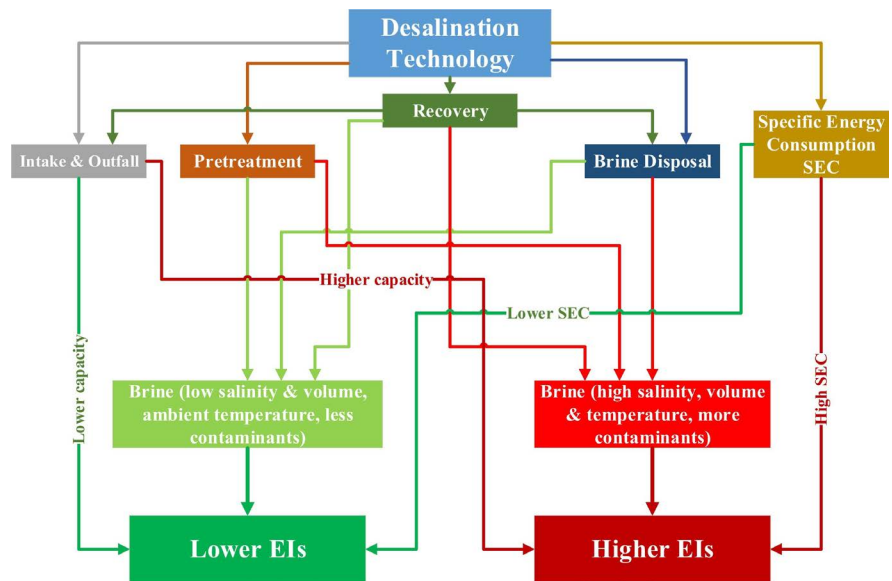 Desalination
Technology
Recovery
Specific Energy
Consumption
SEC
Intake & Outfall
Pretreatment
Brine Disposal
Higher capacity
Lower SEC
Lower capacity
High SEC
Brine (low salinity & volume,
ambient temperature, less
contaminants)
Brine (high salinity, volume
& temperature, more
contaminants)
Lower EIs
Higher EIs